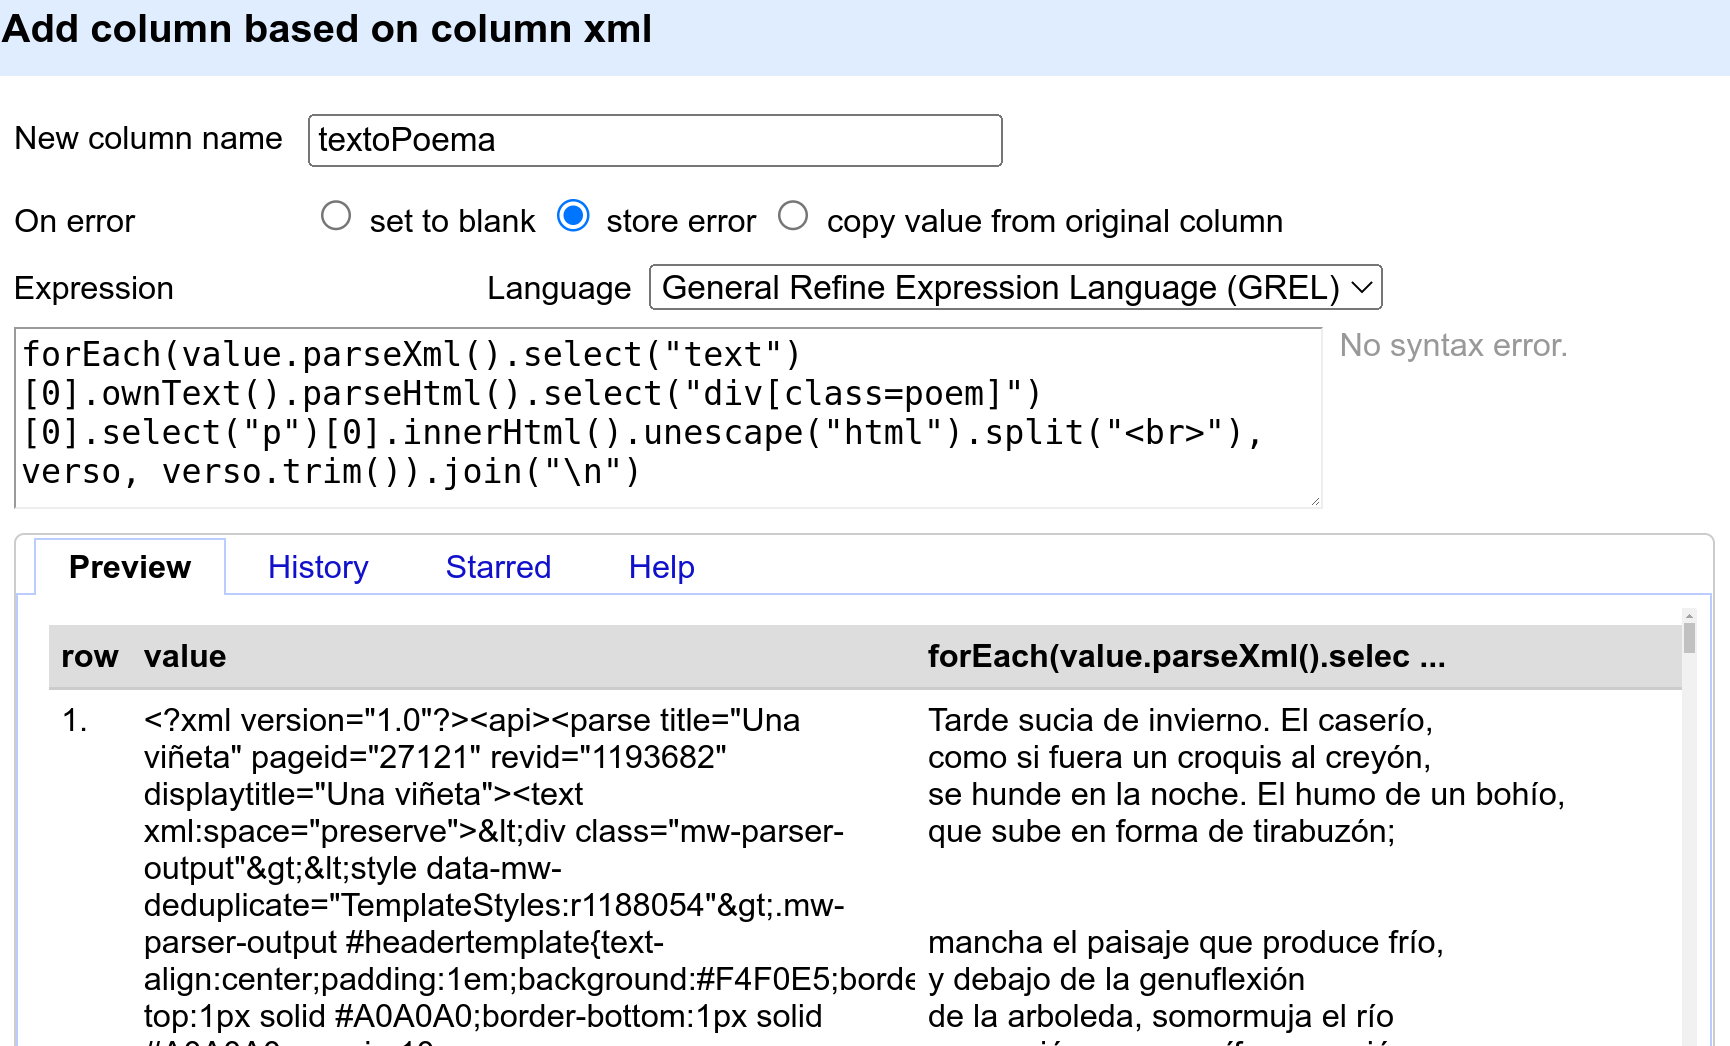 Add column based on column xml
New column name textoPoema
On error set to blank store error copy value from original column
Expression Language General Refine Expression Language (GREL)
forEach(value.parseXml().select("text")
[0].ownText().parseHtml().select("div[class=poem]")
[0].select("p")[0].innerHtml().unescape("html").split("<br>"),
verso, verso.trim()).join("\n")
No syntax error.
Preview History Starred Help
row value forEach(value.parseXml().selec ...
1. <?xml version="1.0"?><api><parse title="Una
viñeta" pageid="27121" revid="1193682"
displaytitle="Una viñeta"><text
xml:space="preserve">&lt;div class="mw-parser-
output"&gt;&lt;style data-mw-
deduplicate="TemplateStyles:r1188054"&gt;.mw-
parser-output #headertemplate{text-
align:center;padding:1em;background:#F4F0E5;borde
top:1px solid #A0A0A0;border-bottom:1px solid
Tarde sucia de invierno. El caserío,
como si fuera un croquis al creyón,
se hunde en la noche. El humo de un bohío,
que sube en forma de tirabuzón;
mancha el paisaje que produce frío,
y debajo de la genuflexión
de la arboleda, somormuja el río